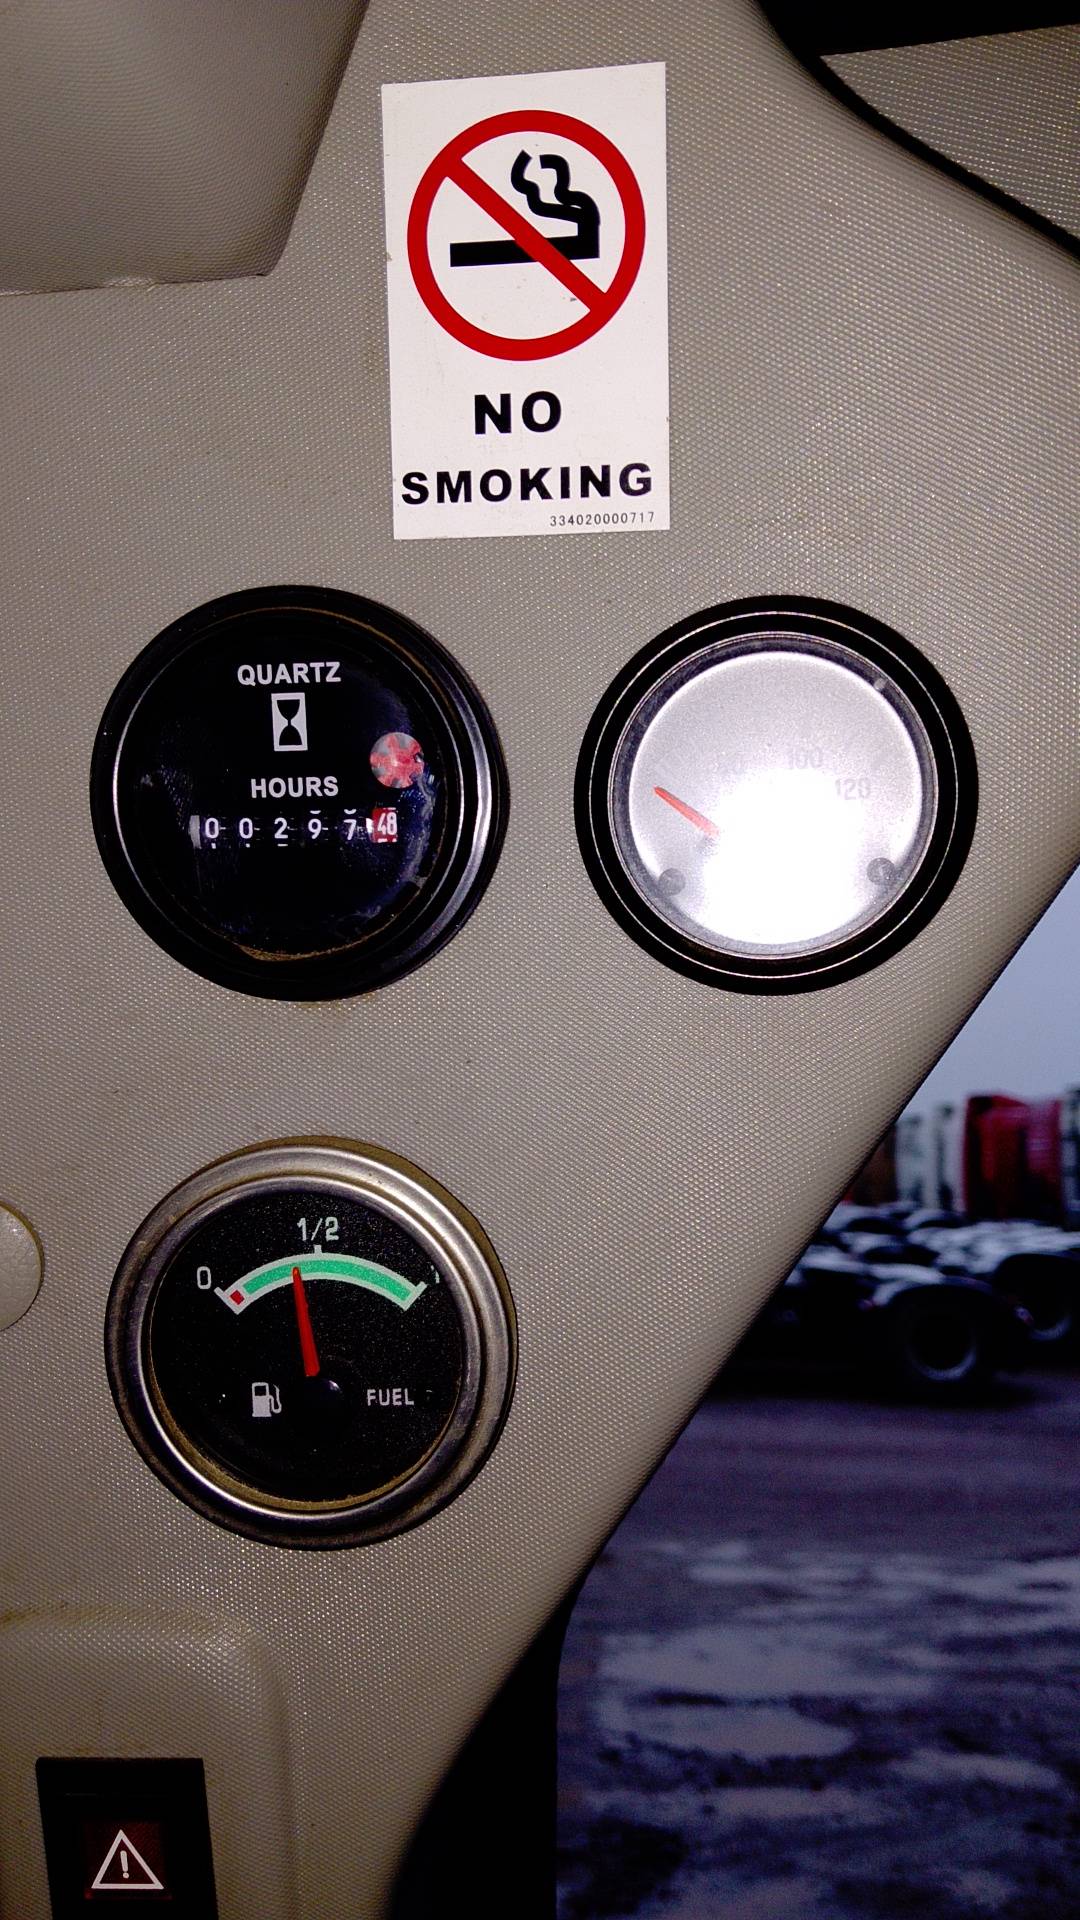 NO
SMOKING
334020000717
QUARTZ
HOURS
0 0 2 9 7 48
100
120
1/2
0
FUEL